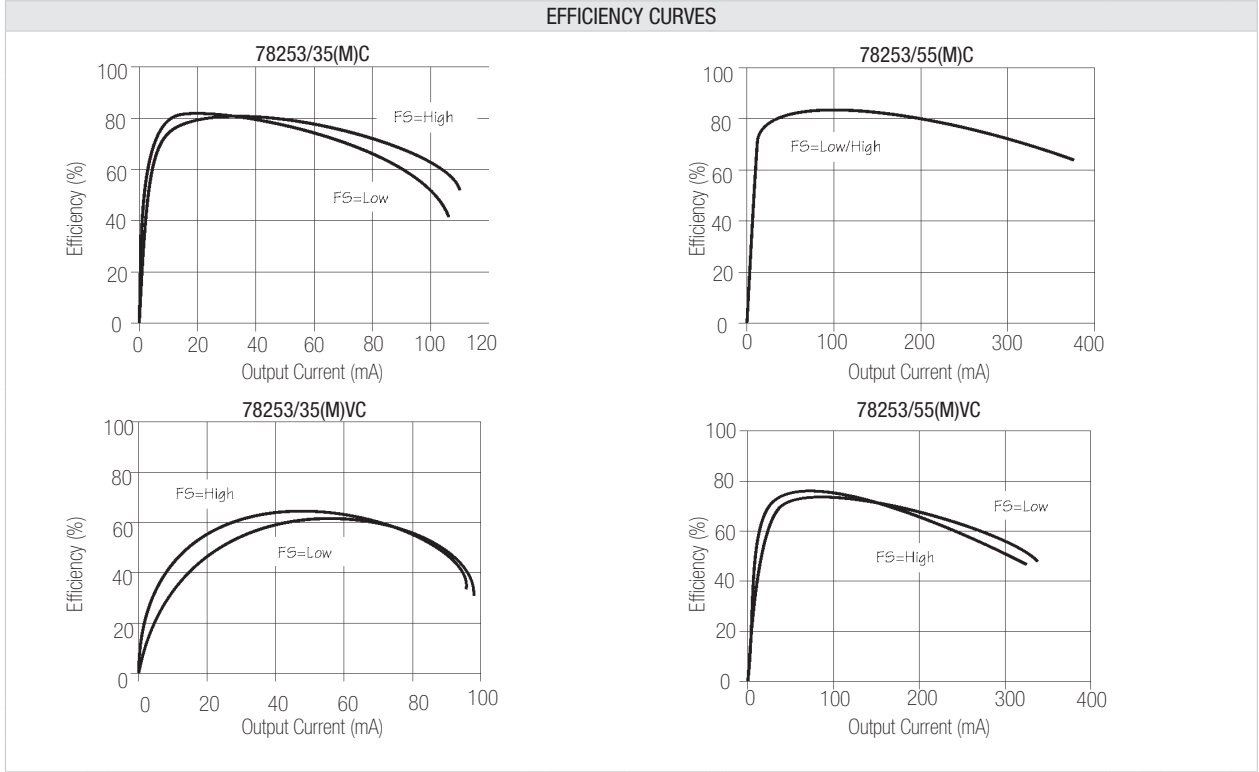 EFFICIENCY CURVES
78253/35(M)C
100
80
60
40
20
0
0 20 40 60 80 100 120
Efficiency (%)
Output Current (mA)
FS=High
FS=Low
78253/55(M)C
100
80
60
40
20
0
0 100 200 300 400
Efficiency (%)
Output Current (mA)
FS=Low/High
78253/35(M)VC
100
80
60
40
20
0
0 20 40 60 80 100
Efficiency (%)
Output Current (mA)
FS=High
FS=Low
78253/55(M)VC
100
80
60
40
20
0
0 100 200 300 400
Efficiency (%)
Output Current (mA)
FS=Low
FS=High